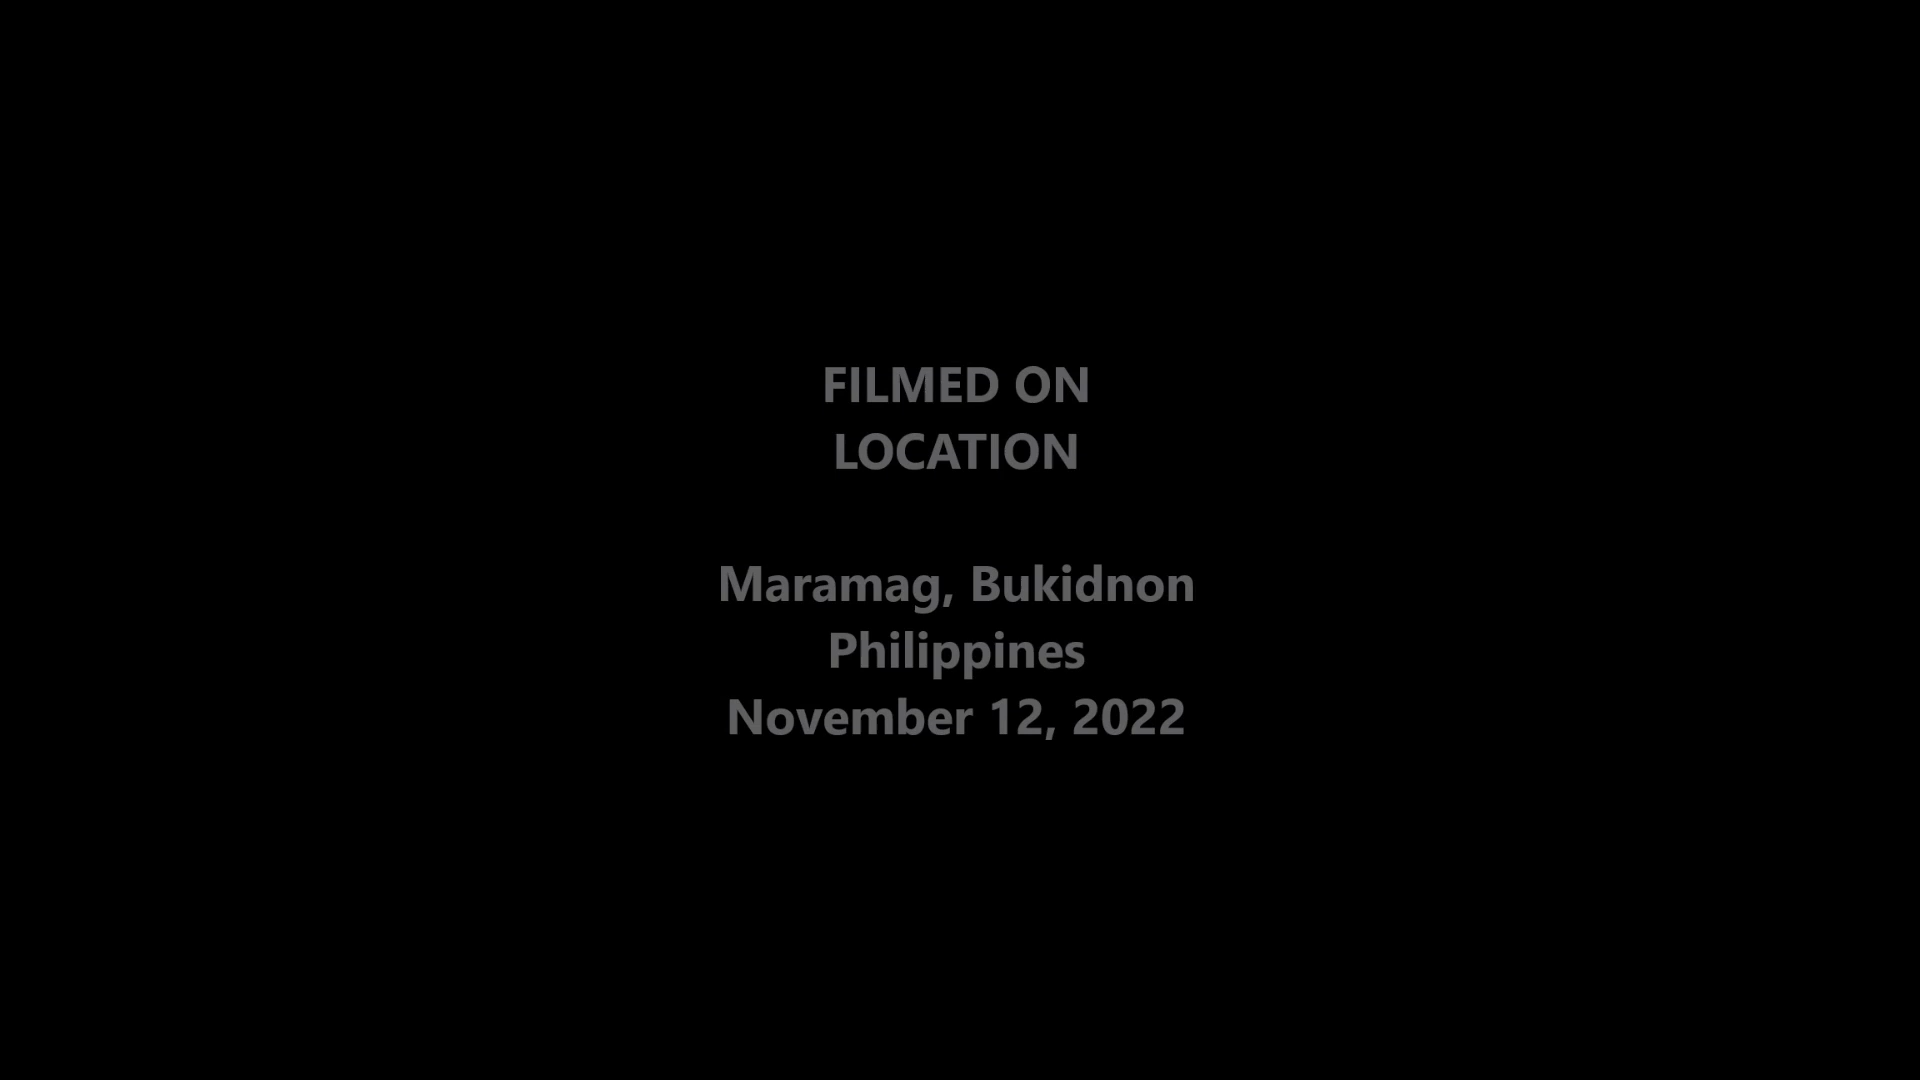 FILMED ON
LOCATION
Maramag, Bukidnon
Philippines
November 12, 2022